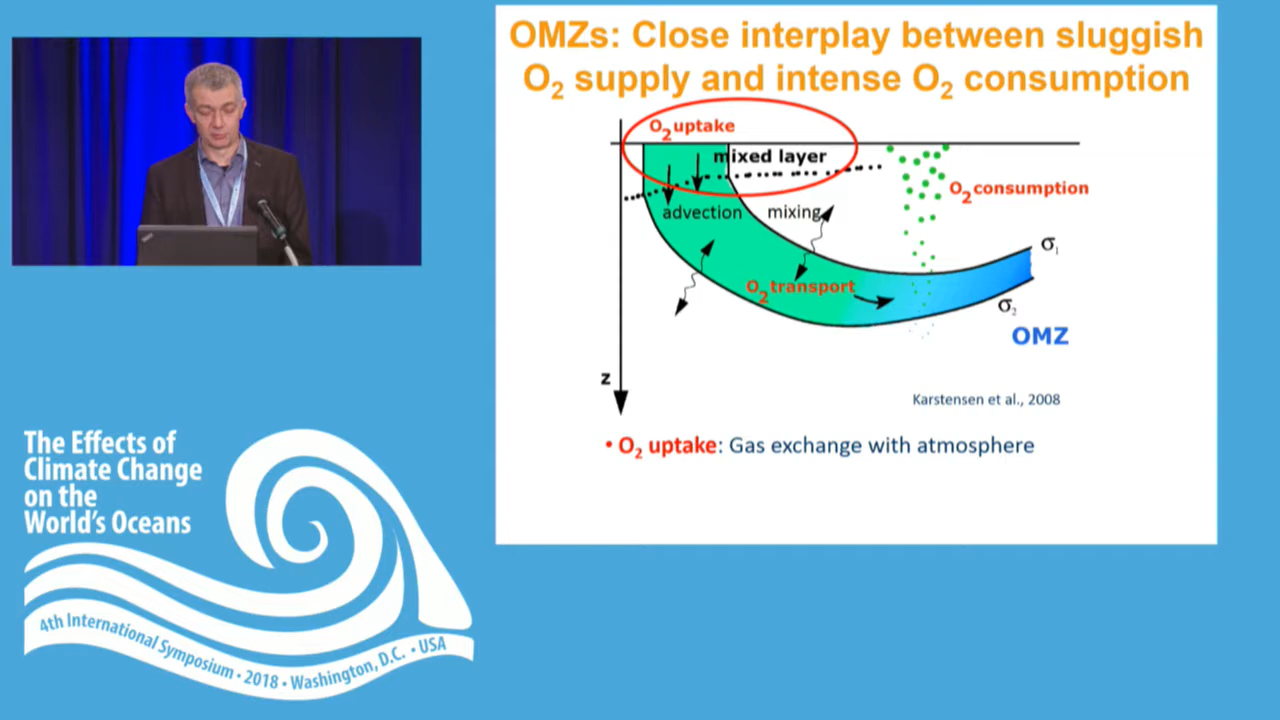 OMZs: Close interplay between sluggish
O₂ supply and intense O₂ consumption
O₂ uptake
mixed layer
O₂ consumption
advection
mixing
σ₁
O₂ transport
σ₂
OMZ
z
Karstensen et al., 2008
• O₂ uptake: Gas exchange with atmosphere
The Effects of
Climate Change
on the
World's Oceans
4th International Symposium • 2018 • Washington, D.C. • USA